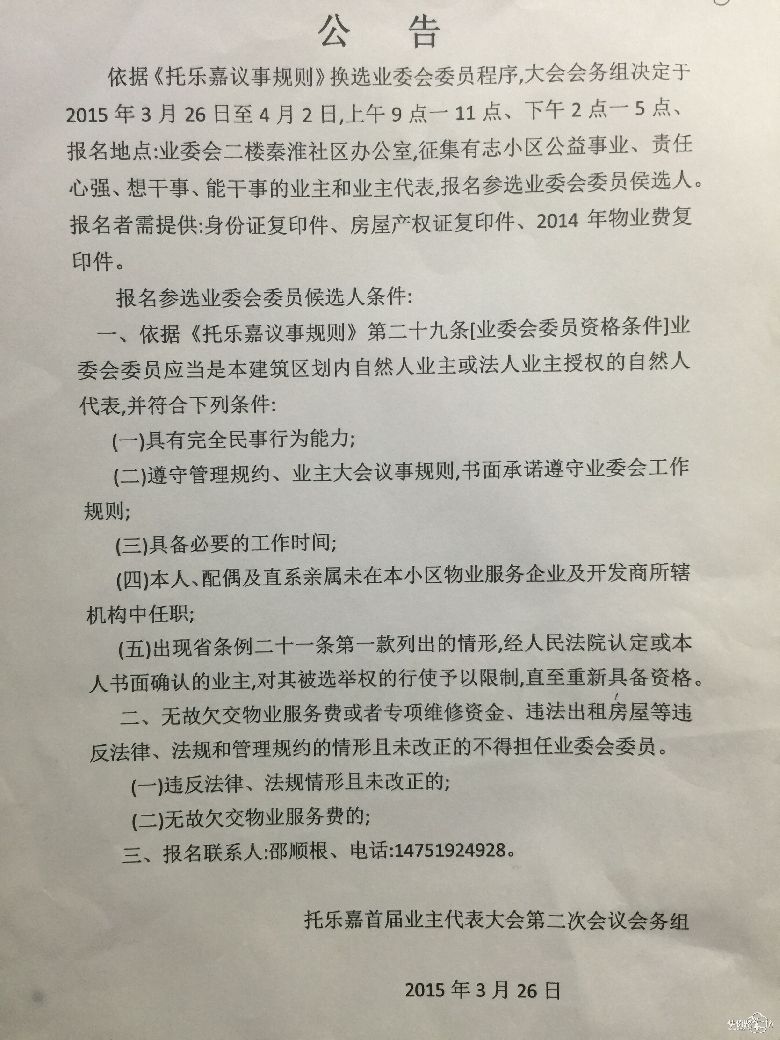 公 告
依据《托乐嘉议事规则》换选业委会委员程序,大会会务组决定于
2015 年 3 月 26 日至 4 月 2 日,上午 9 点一 11 点、下午 2 点一 5 点、
报名地点:业委会二楼秦淮社区办公室,征集有志小区公益事业、责任
心强、想干事、能干事的业主和业主代表,报名参选业委会委员侯选人。
报名者需提供:身份证复印件、房屋产权证复印件、2014 年物业费复
印件。
报名参选业委会委员候选人条件:
一、依据《托乐嘉议事规则》第二十九条[业委会委员资格条件]业
委会委员应当是本建筑区划内自然人业主或法人业主授权的自然人
代表,并符合下列条件:
(一)具有完全民事行为能力;
(二)遵守管理规约、业主大会议事规则,书面承诺遵守业委会工作
规则;
(三)具备必要的工作时间;
(四)本人、配偶及直系亲属未在本小区物业服务企业及开发商所辖
机构中任职;
(五)出现省条例二十一条第一款列出的情形,经人民法院认定或本
人书面确认的业主,对其被选举权的行使予以限制,直至重新具备资格。
二、无故欠交物业服务费或者专项维修资金、违法出租房屋等违
反法律、法规和管理规约的情形且未改正的不得担任业委会委员。
(一)违反法律、法规情形且未改正的;
(二)无故欠交物业服务费的;
三、报名联系人:邵顺根、电话:14751924928。
托乐嘉首届业主代表大会第二次会议会务组
2015 年 3 月 26 日